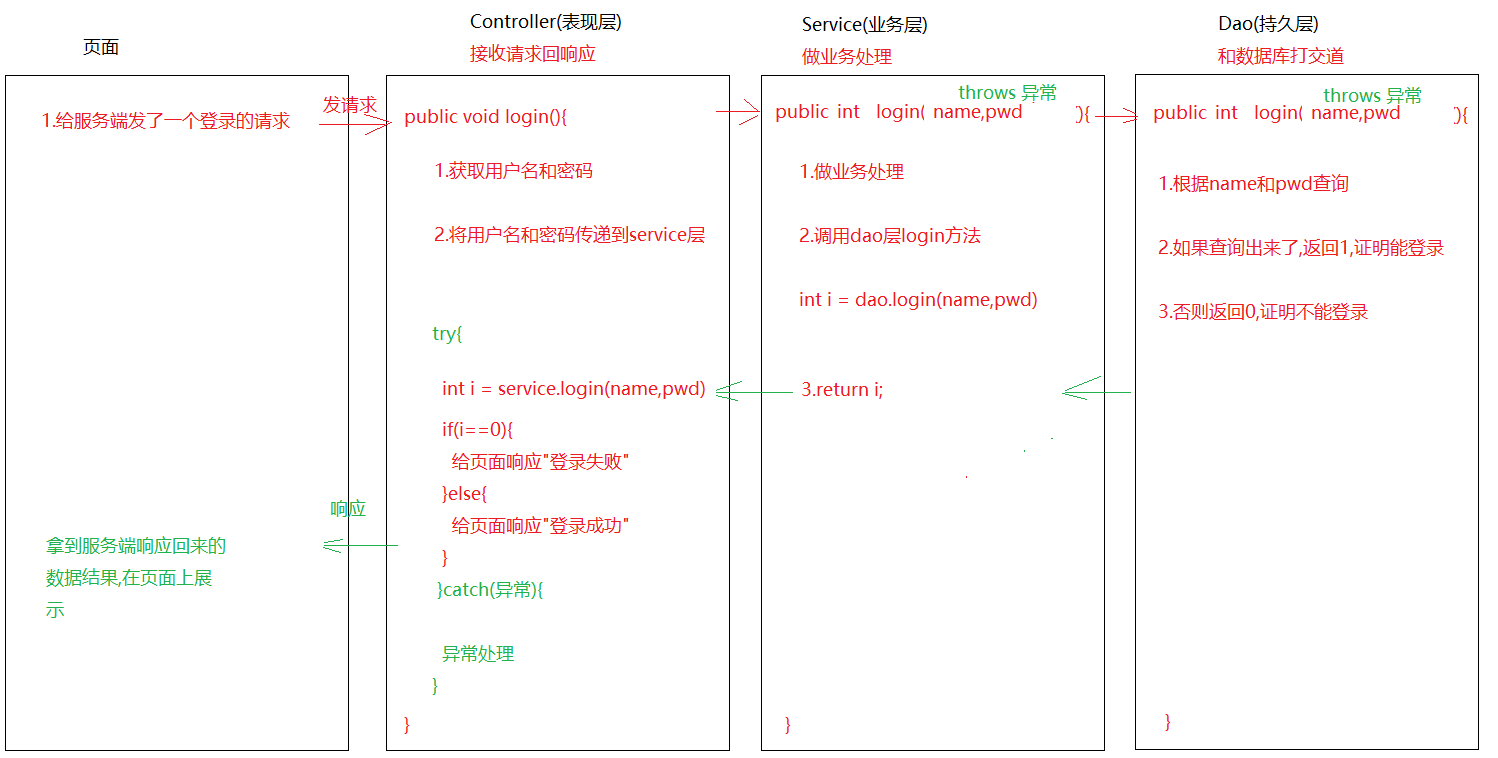 页面
1.给服务端发了一个登录的请求
拿到服务端响应回来的
数据结果,在页面上展
示
发请求
响应
Controller(表现层)
接收请求回响应
public void login(){
1.获取用户名和密码
2.将用户名和密码传递到service层
try{
int i = service.login(name,pwd)
if(i==0){
给页面响应"登录失败"
}else{
给页面响应"登录成功"
}
}catch(异常){
异常处理
}
}
Service(业务层)
做业务处理
throws 异常
public int login( name,pwd ){
1.做业务处理
2.调用dao层login方法
int i = dao.login(name,pwd)
3.return i;
}
Dao(持久层)
和数据库打交道
throws 异常
public int login( name,pwd ){
1.根据name和pwd查询
2.如果查询出来了,返回1,证明能登录
3.否则返回0,证明不能登录
}